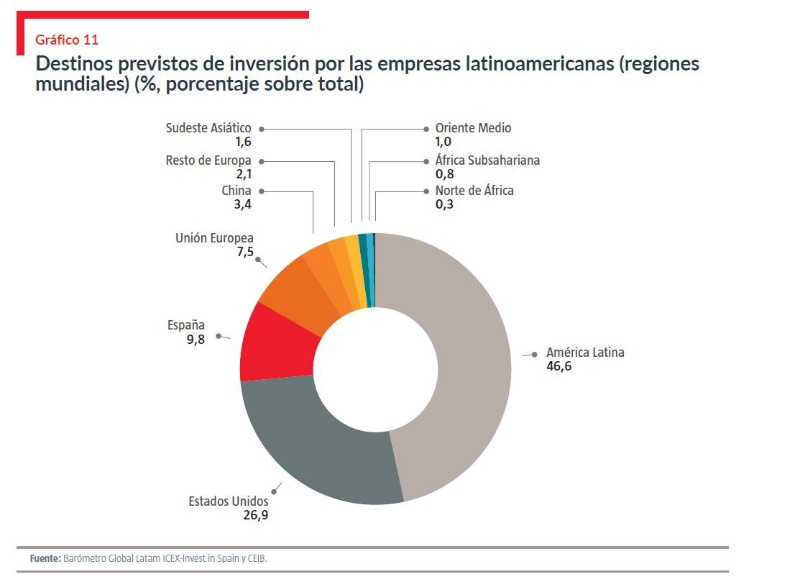 Gráfico 11
Destinos previstos de inversión por las empresas latinoamericanas (regiones
mundiales) (%, porcentaje sobre total)
Sudeste Asiático
1,6
Resto de Europa
2,1
China
3,4
Unión Europea
7,5
España
9,8
Estados Unidos
26,9
Oriente Medio
1,0
África Subsahariana
0,8
Norte de África
0,3
América Latina
46,6
Fuente: Barómetro Global Latam ICEX-Invest in Spain y CEIB.